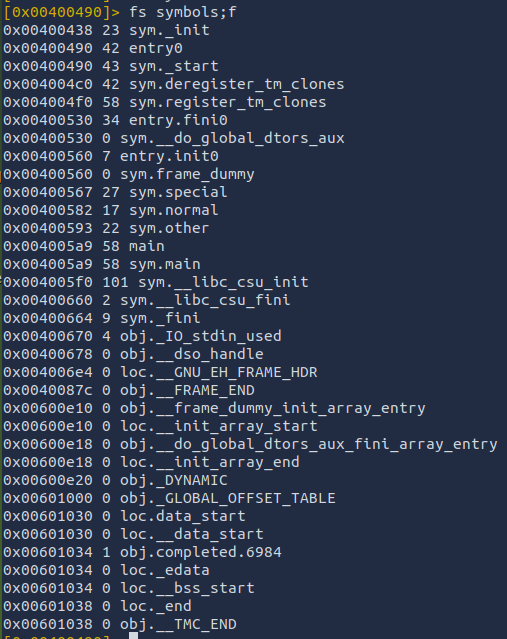 [0x00400490]> fs symbols;f
0x00400438 23 sym._init
0x00400490 42 entry0
0x00400490 43 sym._start
0x004004c0 42 sym.deregister_tm_clones
0x004004f0 58 sym.register_tm_clones
0x00400530 34 entry.fini0
0x00400530 0 sym.__do_global_dtors_aux
0x00400560 7 entry.init0
0x00400560 0 sym.frame_dummy
0x00400567 27 sym.special
0x00400582 17 sym.normal
0x00400593 22 sym.other
0x004005a9 58 main
0x004005a9 58 sym.main
0x004005f0 101 sym.__libc_csu_init
0x00400660 2 sym.__libc_csu_fini
0x00400664 9 sym._fini
0x00400670 4 obj._IO_stdin_used
0x00400678 0 obj.__dso_handle
0x004006e4 0 loc.__GNU_EH_FRAME_HDR
0x0040087c 0 obj.__FRAME_END
0x00600e10 0 obj.__frame_dummy_init_array_entry
0x00600e10 0 loc.__init_array_start
0x00600e18 0 obj.__do_global_dtors_aux_fini_array_entry
0x00600e18 0 loc.__init_array_end
0x00600e20 0 obj._DYNAMIC
0x00601000 0 obj._GLOBAL_OFFSET_TABLE
0x00601030 0 loc.data_start
0x00601030 0 loc.__data_start
0x00601034 1 obj.completed.6984
0x00601034 0 loc._edata
0x00601034 0 loc.__bss_start
0x00601038 0 loc._end
0x00601038 0 obj.__TMC_END